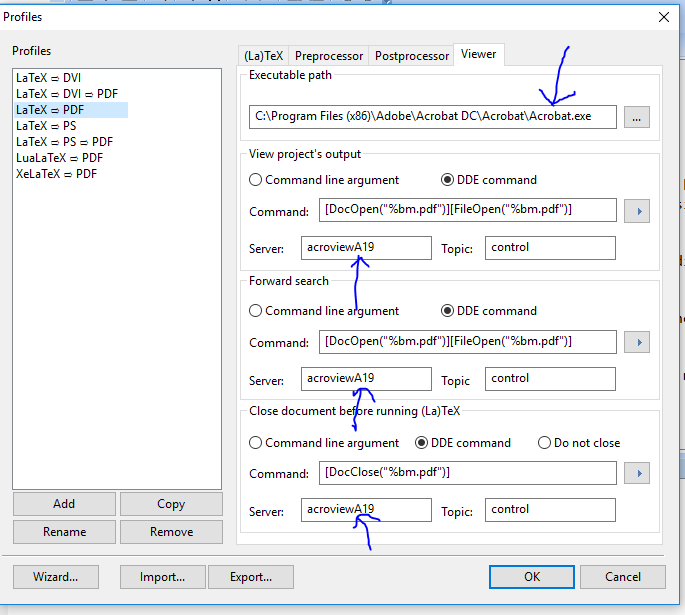 Profiles
Profiles
LaTeX ⇨ DVI
LaTeX ⇨ DVI ⇨ PDF
LaTeX ⇨ PDF
LaTeX ⇨ PS
LaTeX ⇨ PS ⇨ PDF
LuaLaTeX ⇨ PDF
XeLaTeX ⇨ PDF
Add Copy
Rename Remove
(La)TeX Preprocessor Postprocessor Viewer
Executable path
C:\Program Files (x86)\Adobe\Acrobat DC\Acrobat\Acrobat.exe ...
View project's output
Command line argument DDE command
Command: [DocOpen("%bm.pdf")][FileOpen("%bm.pdf")]
Server: acroviewA19 Topic: control
Forward search
Command line argument DDE command
Command: [DocOpen("%bm.pdf")][FileOpen("%bm.pdf")]
Server: acroviewA19 Topic control
Close document before running (La)TeX
Command line argument DDE command Do not close
Command: [DocClose("%bm.pdf")]
Server: acroviewA19 Topic: control
Wizard... Import... Export... OK Cancel